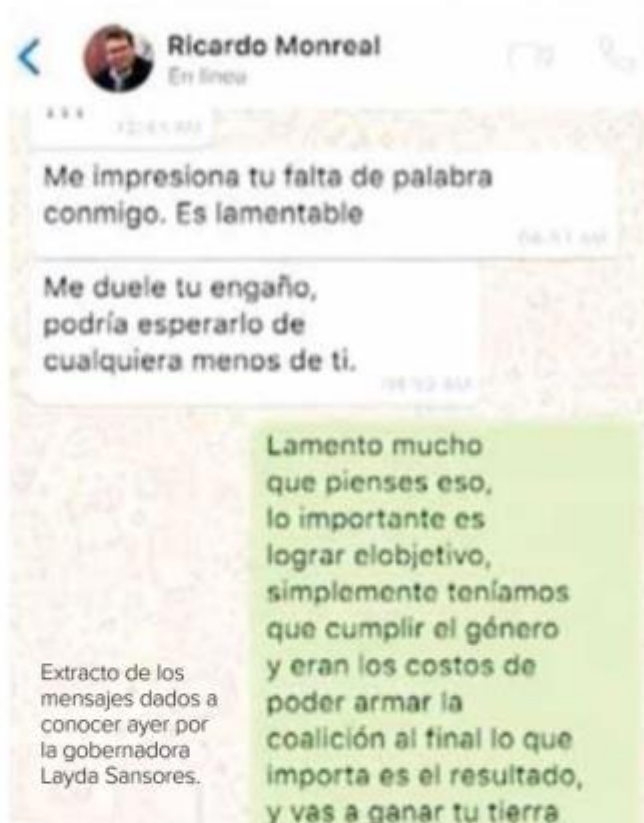 Ricardo Monreal
En línea
...
Me impresiona tu falta de palabra
conmigo. Es lamentable
Me duele tu engaño,
podría esperarlo de
cualquiera menos de ti.
Lamento mucho
que pienses eso,
lo importante es
lograr elobjetivo,
simplemente teníamos
que cumplir el género
y eran los costos de
poder armar la
coalición al final lo que
importa es el resultado,
y vas a ganar tu tierra
Extracto de los
mensajes dados a
conocer ayer por
la gobernadora
Layda Sansores.